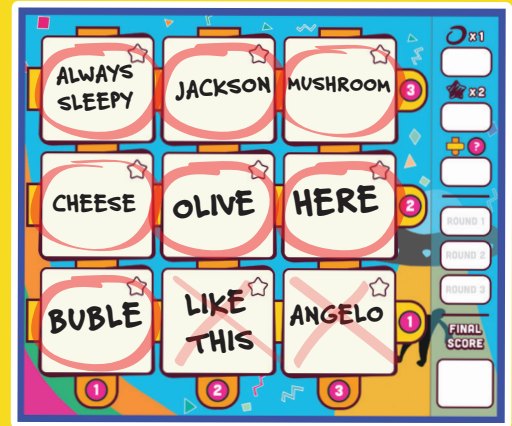 ALWAYS
SLEEPY
JACKSON
MUSHROOM
3
CHEESE
OLIVE
HERE
2
BUBLE
LIKE
THIS
ANGELO
1
1
2
3
x1
x2
?
ROUND 1
ROUND 2
ROUND 3
FINAL
SCORE